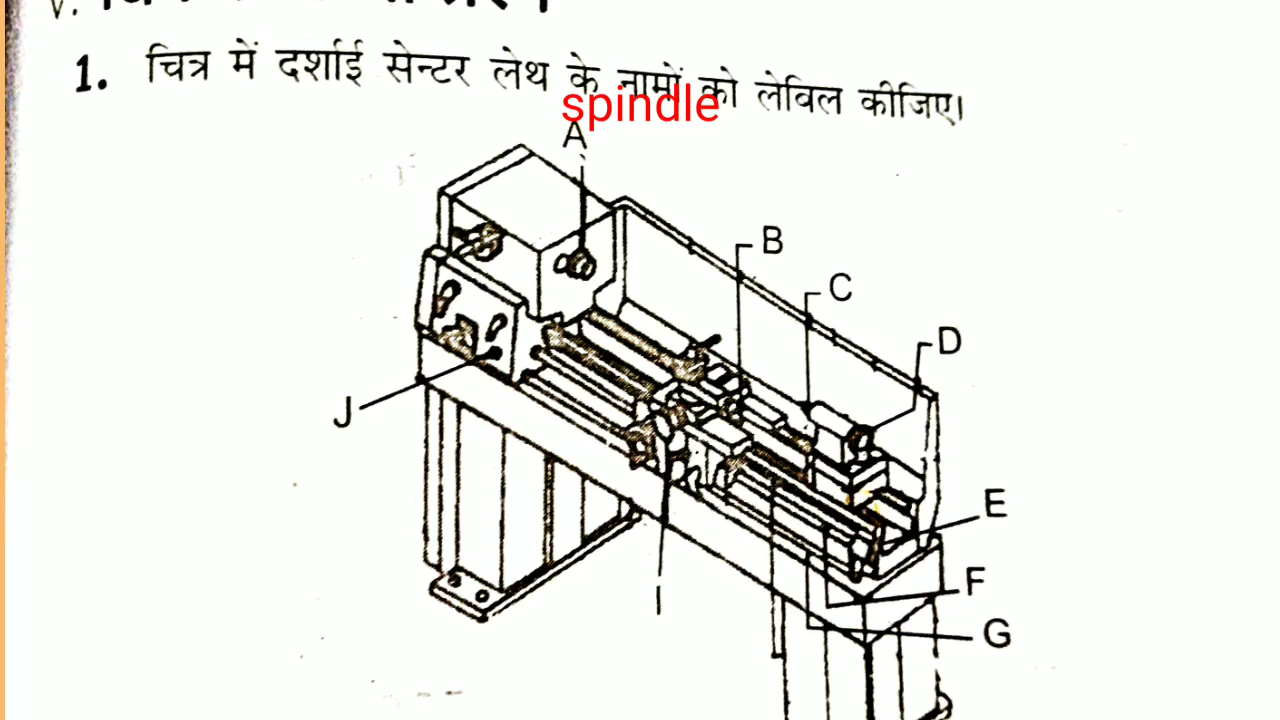 V.
1. चित्र में दर्शाई सेन्टर लेथ के नामों को लेविल कीजिए।
spindle
A
B
C
D
J
E
I
F
G